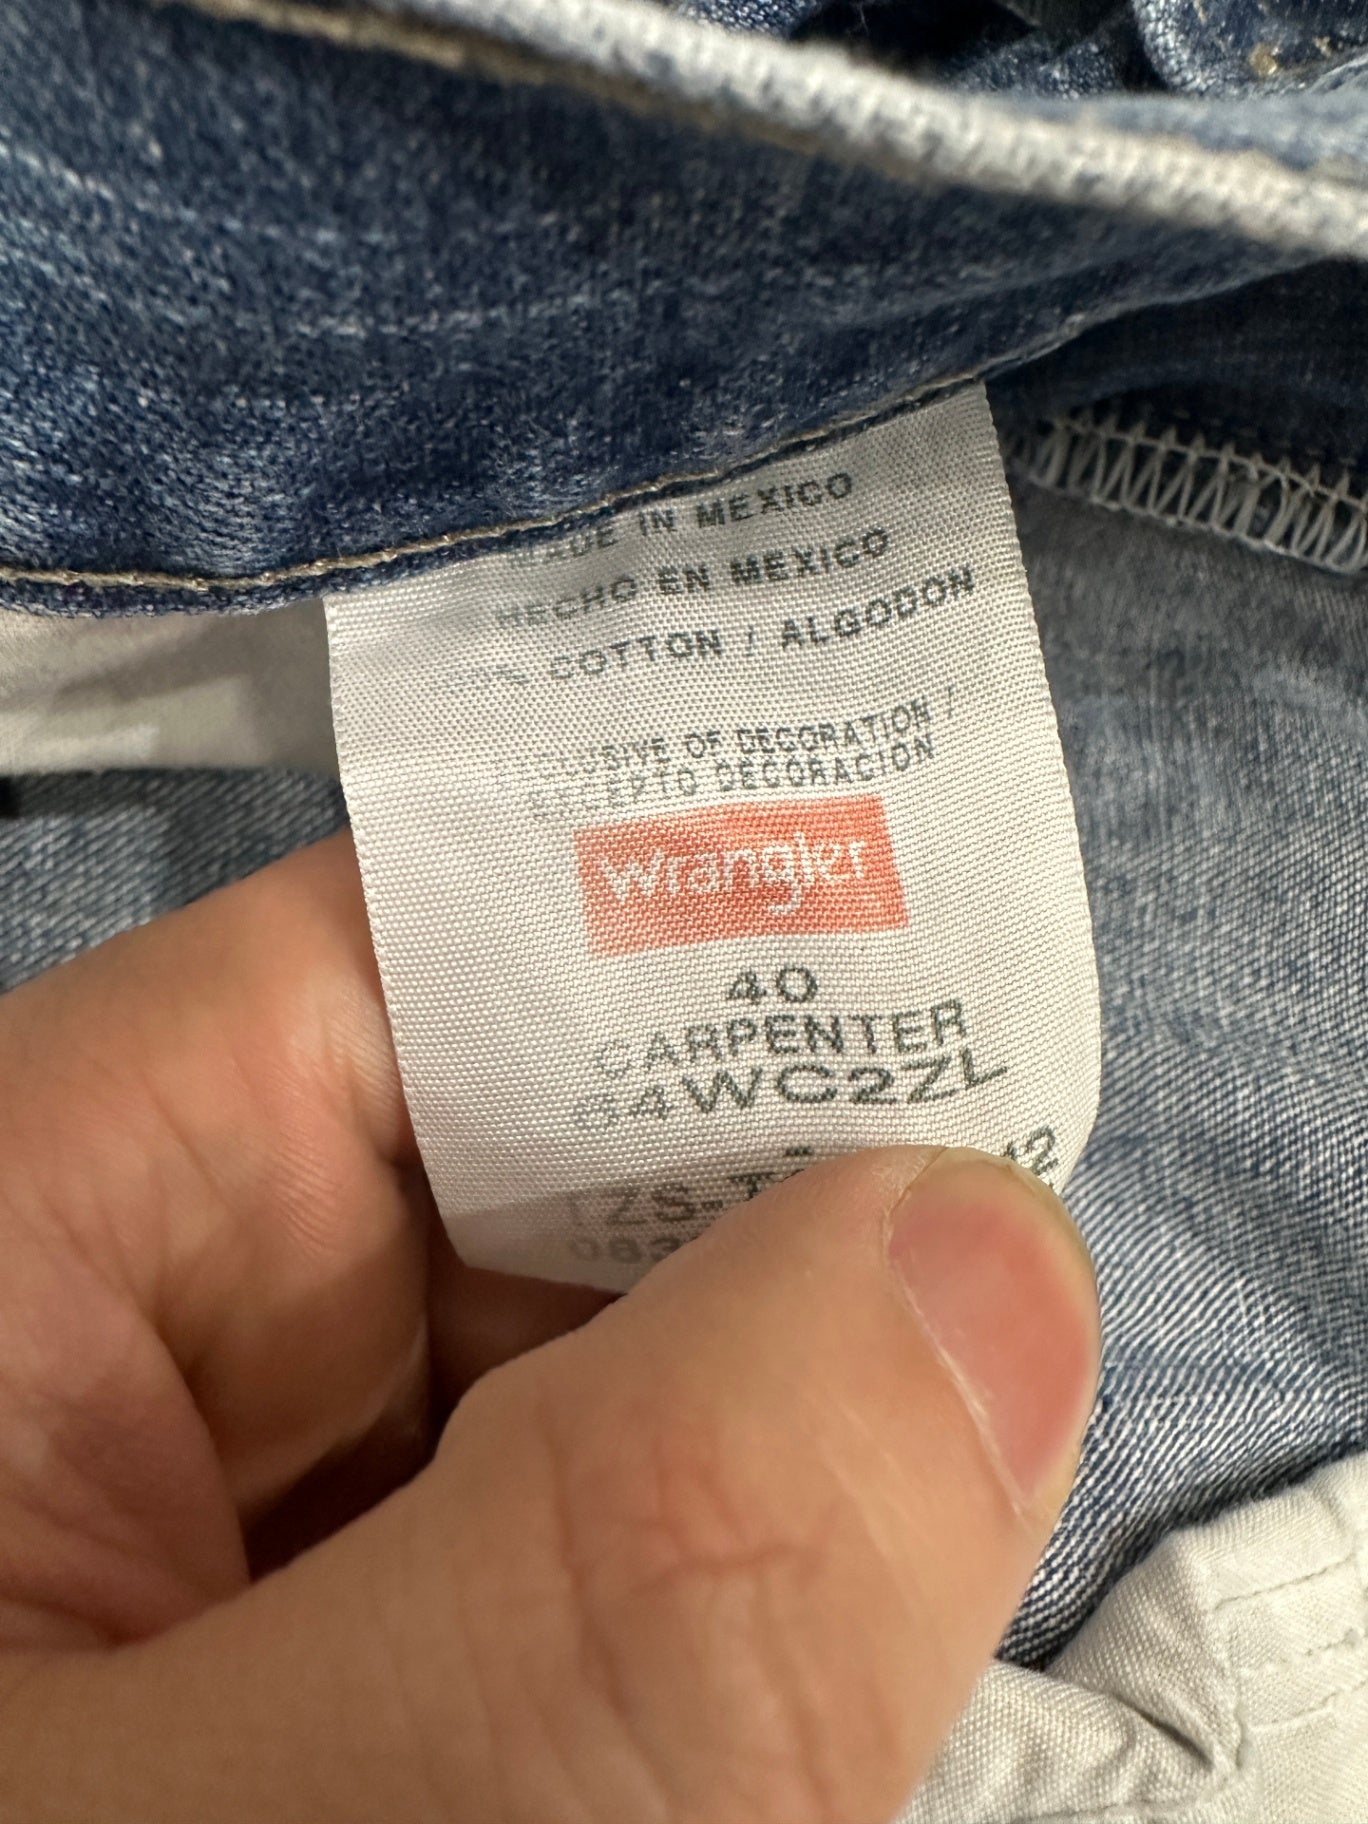 MADE IN MEXICO
HECHO EN MEXICO
COTTON / ALGODON
EXCLUSIVE OF DECORATION /
EXCEPTO DECORACION
Wrangler
40
CARPENTER
64WC2ZL